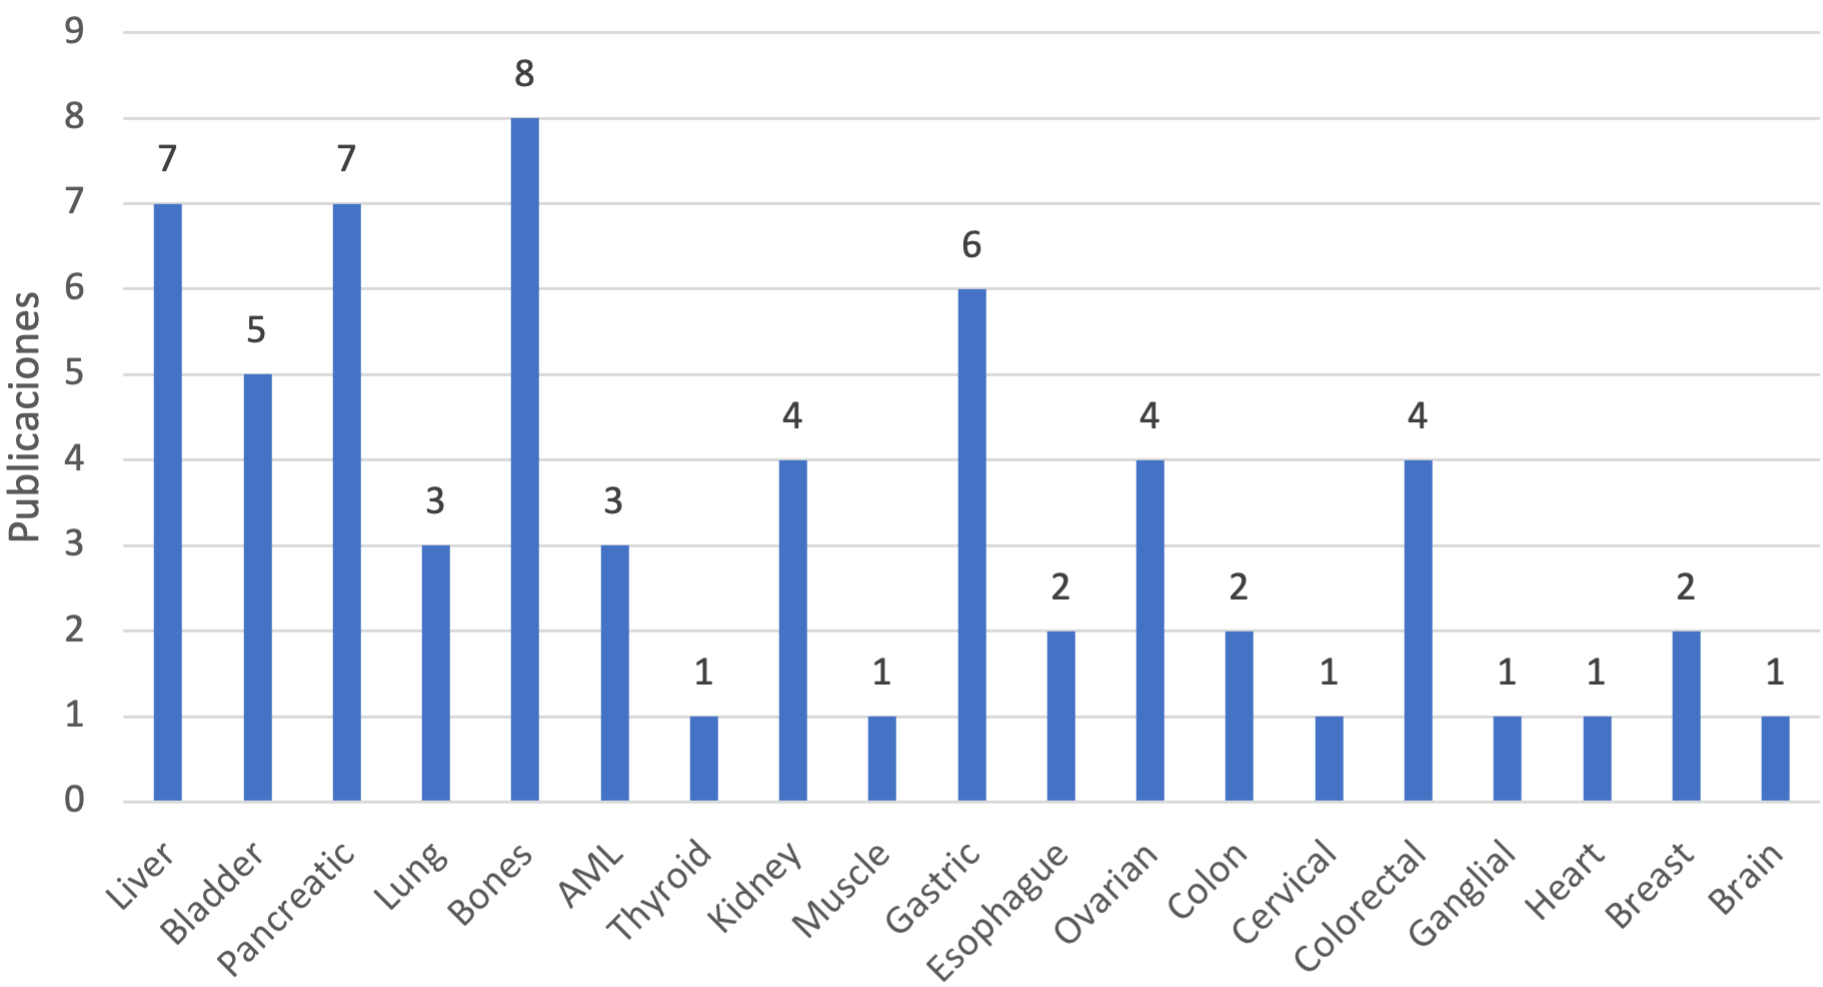 9
8
7
6
5
4
3
2
1
0
Publicaciones
7
5
7
3
8
3
1
4
1
6
2
4
2
1
4
1
1
2
1
Liver
Bladder
Pancreatic
Lung
Bones
AML
Thyroid
Kidney
Muscle
Gastric
Esophague
Ovarian
Colon
Cervical
Colorectal
Ganglial
Heart
Breast
Brain